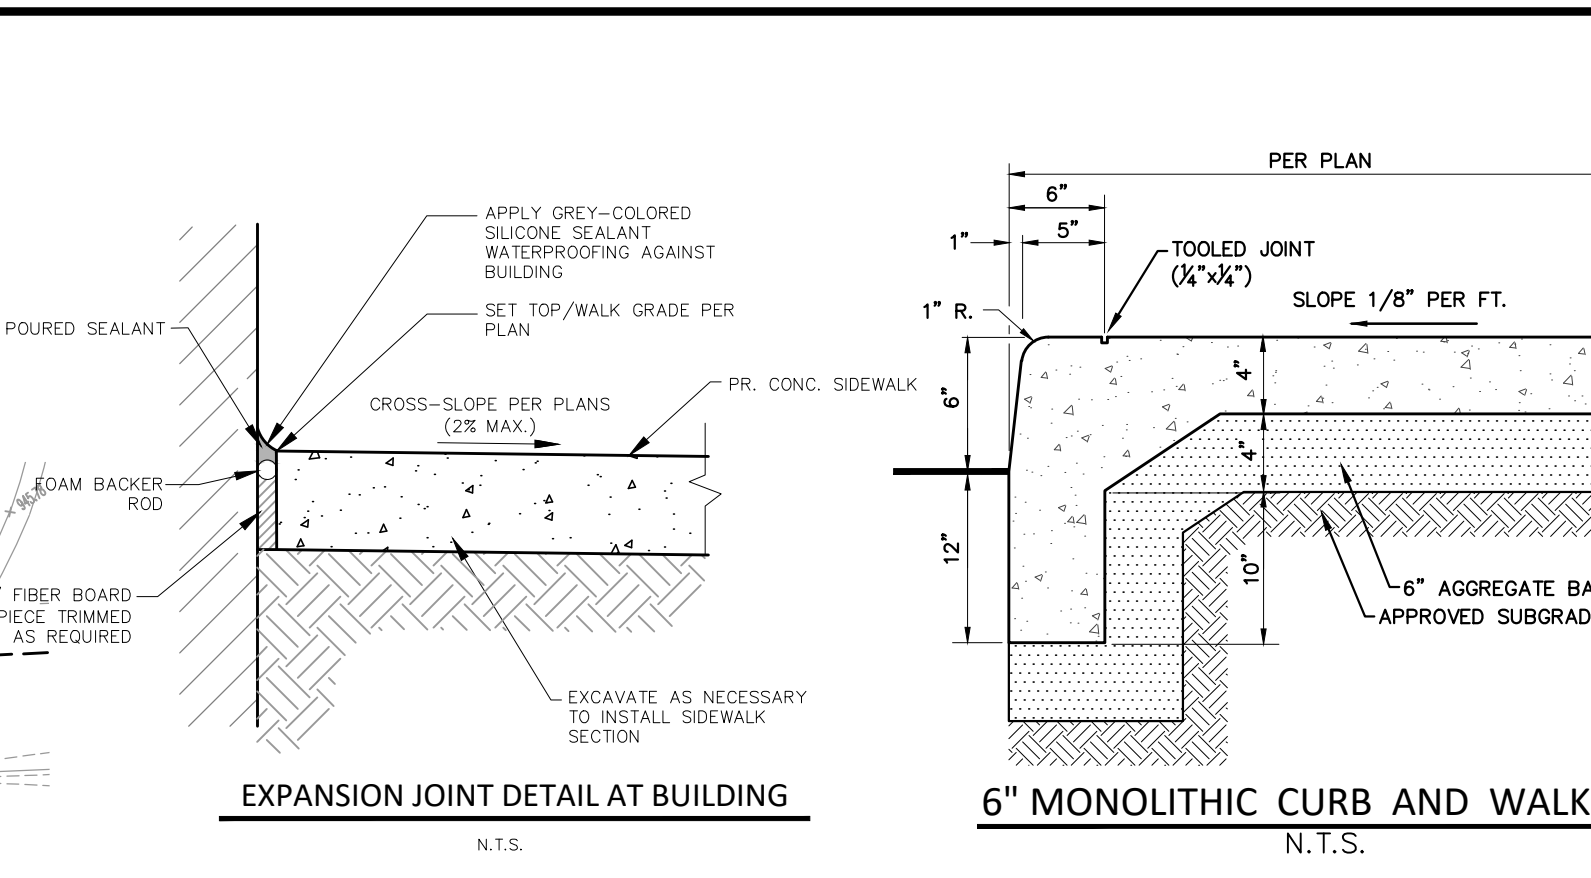 APPLY GREY-COLORED
SILICONE SEALANT
WATERPROOFING AGAINST
BUILDING
SET TOP/WALK GRADE PER
PLAN
POURED SEALANT
PR. CONC. SIDEWALK
CROSS-SLOPE PER PLANS
(2% MAX.)
FOAM BACKER
ROD
FIBER BOARD
PIECE TRIMMED
AS REQUIRED
EXCAVATE AS NECESSARY
TO INSTALL SIDEWALK
SECTION
EXPANSION JOINT DETAIL AT BUILDING
N.T.S.
PER PLAN
6"
1"
5"
TOOLED JOINT
(1/4"x1/4")
1" R.
SLOPE 1/8" PER FT.
6"
4"
4"
12"
10"
6" AGGREGATE BA
APPROVED SUBGRAD
6" MONOLITHIC CURB AND WALK
N.T.S.